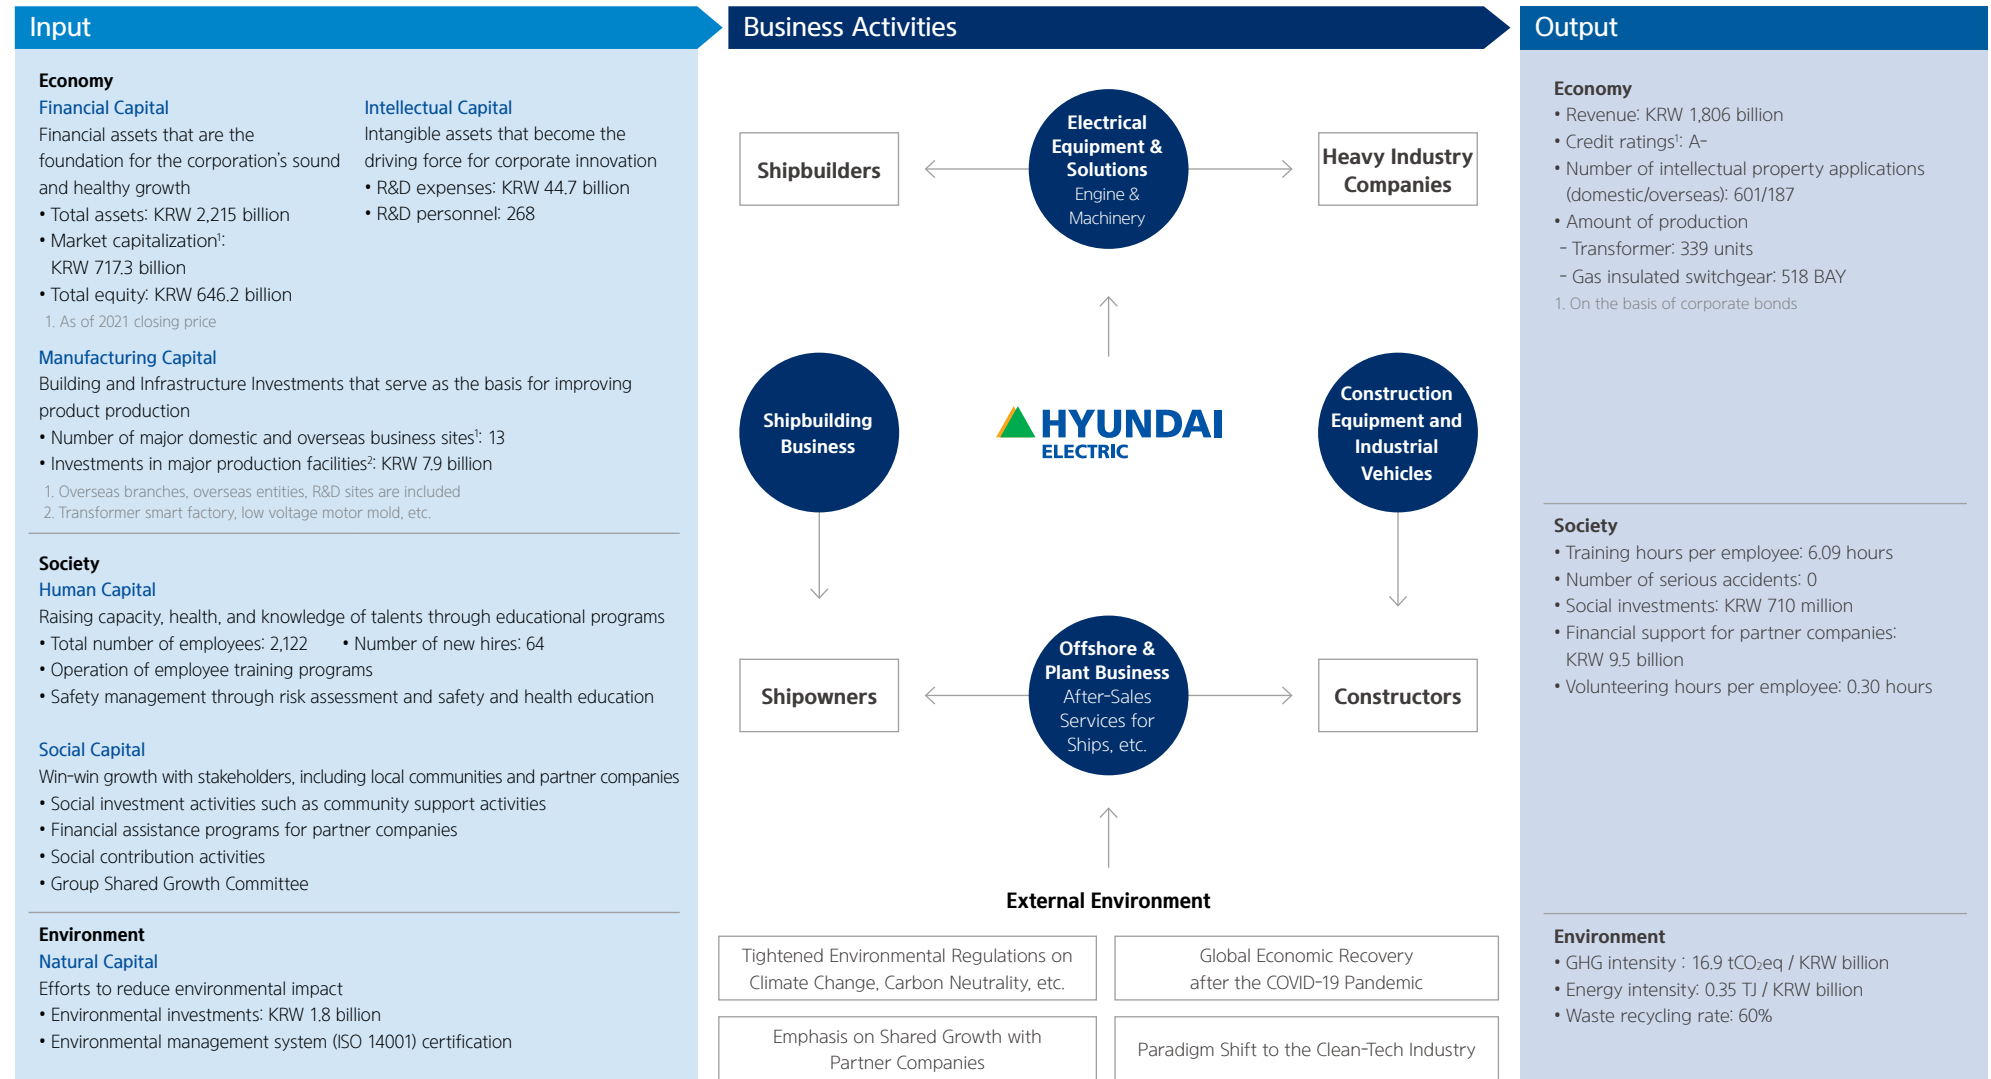 Input
Economy
Financial Capital
Financial assets that are the
foundation for the corporation's sound
and healthy growth
• Total assets: KRW 2,215 billion
• Market capitalization¹:
KRW 717.3 billion
• Total equity: KRW 646.2 billion
1. As of 2021 closing price
Intellectual Capital
Intangible assets that become the
driving force for corporate innovation
• R&D expenses: KRW 44.7 billion
• R&D personnel: 268
Manufacturing Capital
Building and Infrastructure Investments that serve as the basis for improving
product production
• Number of major domestic and overseas business sites¹: 13
• Investments in major production facilities²: KRW 7.9 billion
1. Overseas branches, overseas entities, R&D sites are included
2. Transformer smart factory, low voltage motor mold, etc.
Society
Human Capital
Raising capacity, health, and knowledge of talents through educational programs
• Total number of employees: 2,122 • Number of new hires: 64
• Operation of employee training programs
• Safety management through risk assessment and safety and health education
Social Capital
Win-win growth with stakeholders, including local communities and partner companies
• Social investment activities such as community support activities
• Financial assistance programs for partner companies
• Social contribution activities
• Group Shared Growth Committee
Environment
Natural Capital
Efforts to reduce environmental impact
• Environmental investments: KRW 1.8 billion
• Environmental management system (ISO 14001) certification
Business Activities
Shipbuilders
Electrical
Equipment &
Solutions
Engine &
Machinery
Heavy Industry
Companies
Shipbuilding
Business
HYUNDAI
ELECTRIC
Construction
Equipment and
Industrial
Vehicles
Shipowners
Offshore &
Plant Business
After-Sales
Services for
Ships, etc.
Constructors
External Environment
Tightened Environmental Regulations on
Climate Change, Carbon Neutrality, etc.
Global Economic Recovery
after the COVID-19 Pandemic
Emphasis on Shared Growth with
Partner Companies
Paradigm Shift to the Clean-Tech Industry
Output
Economy
• Revenue: KRW 1,806 billion
• Credit ratings¹: A-
• Number of intellectual property applications
(domestic/overseas): 601/187
• Amount of production
- Transformer: 339 units
- Gas insulated switchgear: 518 BAY
1. On the basis of corporate bonds
Society
• Training hours per employee: 6.09 hours
• Number of serious accidents: 0
• Social investments: KRW 710 million
• Financial support for partner companies:
KRW 9.5 billion
• Volunteering hours per employee: 0.30 hours
Environment
• GHG intensity : 16.9 tCO₂eq / KRW billion
• Energy intensity: 0.35 TJ / KRW billion
• Waste recycling rate: 60%